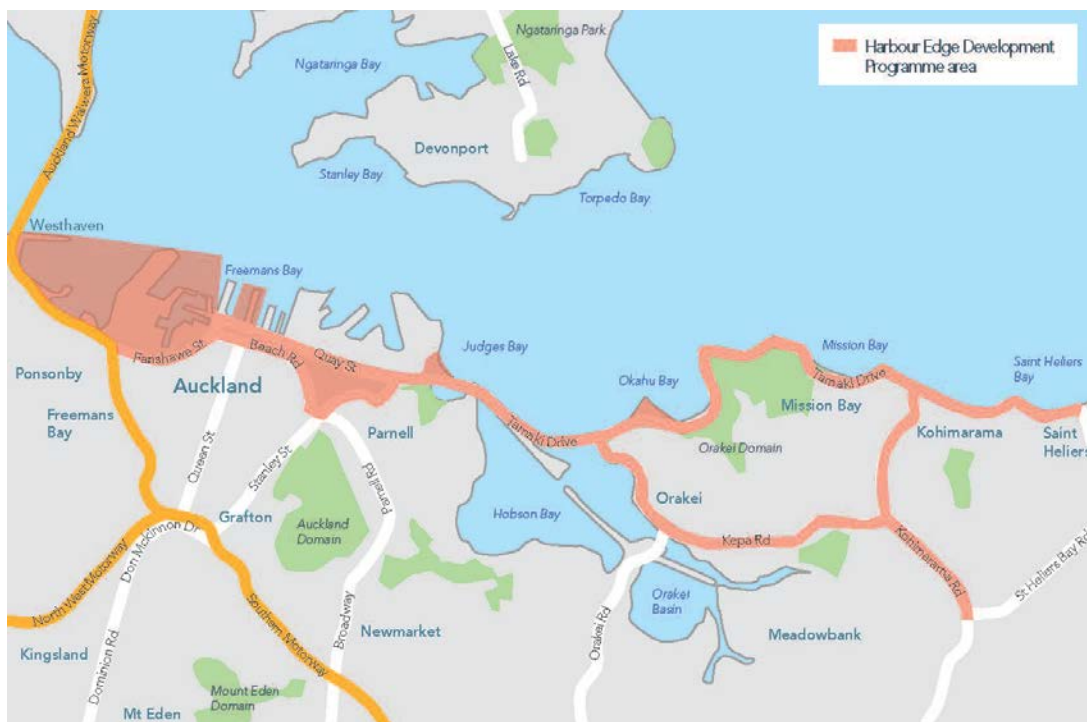 Ngataringa Park
Harbour Edge Development
Programme area
Auckland Waiwera Motorway
Ngataringa Bay
Lake Rd
Devonport
Stanley Bay
Torpedo Bay
Westhaven
Freemans Bay
Fanshawe St
Beach Rd
Quay St
Judges Bay
Mission Bay
Saint Heliers
Bay
Ponsonby
Auckland
Okahu Bay
Tamaki Drive
Mission Bay
Freemans
Bay
Parnell
Tamaki Drive
Orakei Domain
Kohimarama
Saint
Heliers
Queen St
Stanley St
Parnell Rd
Orakei
Grafton
Auckland
Domain
Hobson Bay
Kepa Rd
Kohimarama Rd
St Heliers Bay Rd
North West Motorway
Don McKinnon Dr
Southern Motorway
Broadway
Newmarket
Orakei Rd
Orakei
Basin
Meadowbank
Kingsland
Dominion Rd
Mount Eden
Domain
Mt Eden